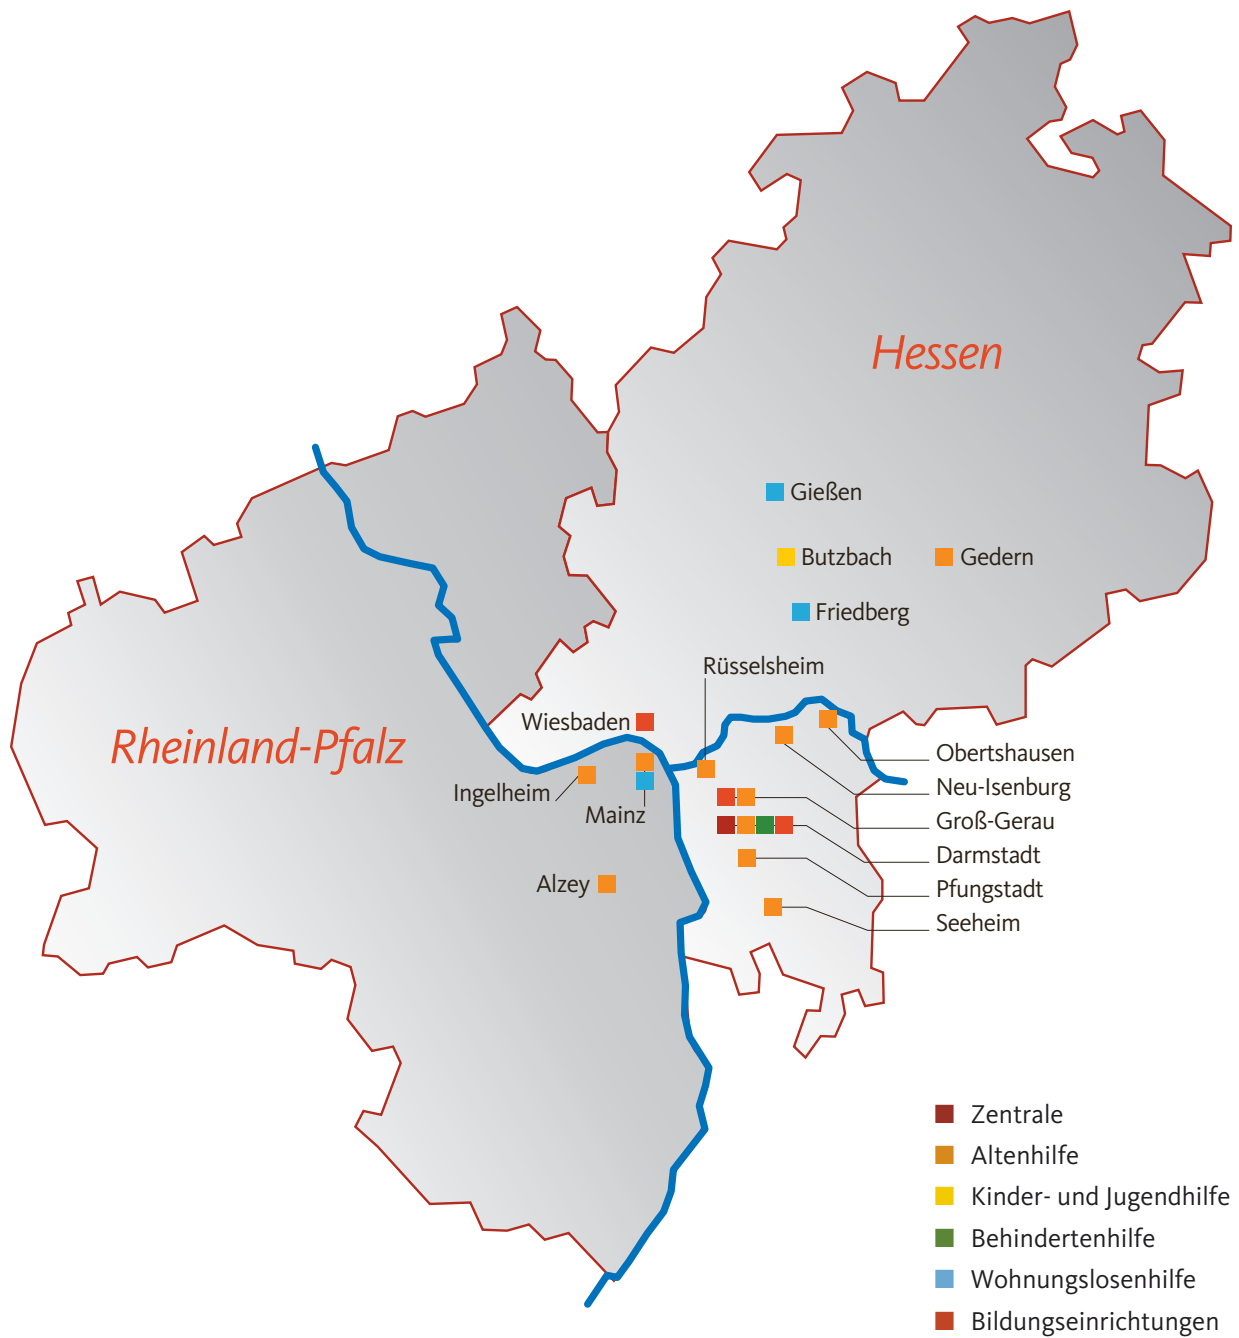 Hessen
Gießen
Butzbach
Gedern
Friedberg
Rüsselsheim
Wiesbaden
Rheinland-Pfalz
Ingelheim
Mainz
Alzey
Obertshausen
Neu-Isenburg
Groß-Gerau
Darmstadt
Pfungstadt
Seeheim
Zentrale
Altenhilfe
Kinder- und Jugendhilfe
Behindertenhilfe
Wohnungslosenhilfe
Bildungseinrichtungen